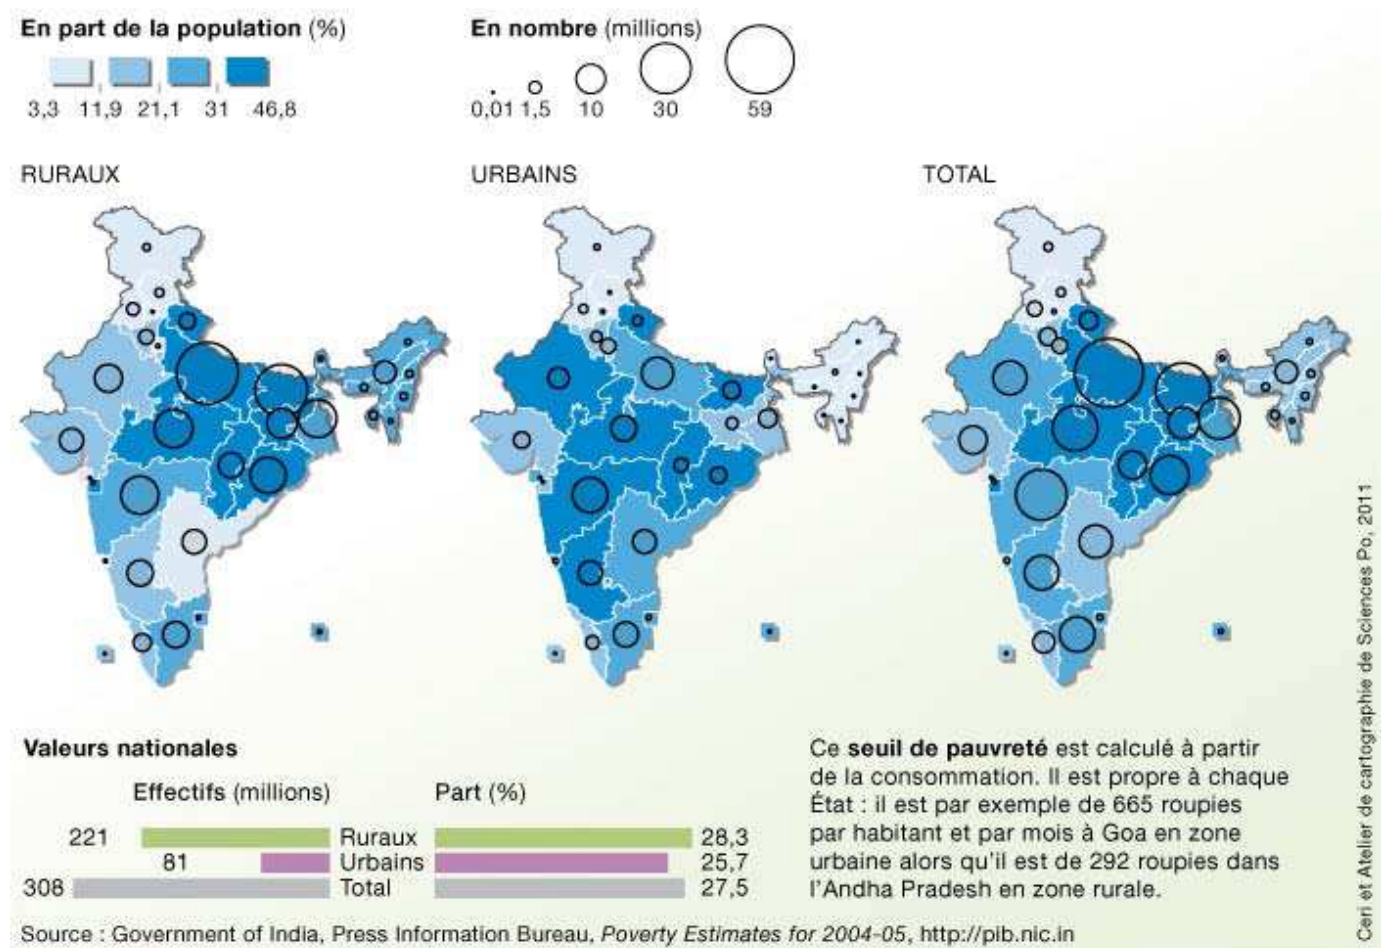 En part de la population (%)
3,3 11,9 21,1 31 46,8
En nombre (millions)
0,01 1,5 10 30 59
RURAUX
URBAINS
TOTAL
Valeurs nationales
Effectifs (millions) Part (%)
221 Ruraux 28,3
81 Urbains 25,7
308 Total 27,5
Ce seuil de pauvreté est calculé à partir
de la consommation. Il est propre à chaque
État : il est par exemple de 665 roupies
par habitant et par mois à Goa en zone
urbaine alors qu'il est de 292 roupies dans
l'Andha Pradesh en zone rurale.
Source : Government of India, Press Information Bureau, Poverty Estimates for 2004-05, http://pib.nic.in
Ceri et Atelier de cartographie de Sciences Po, 2011